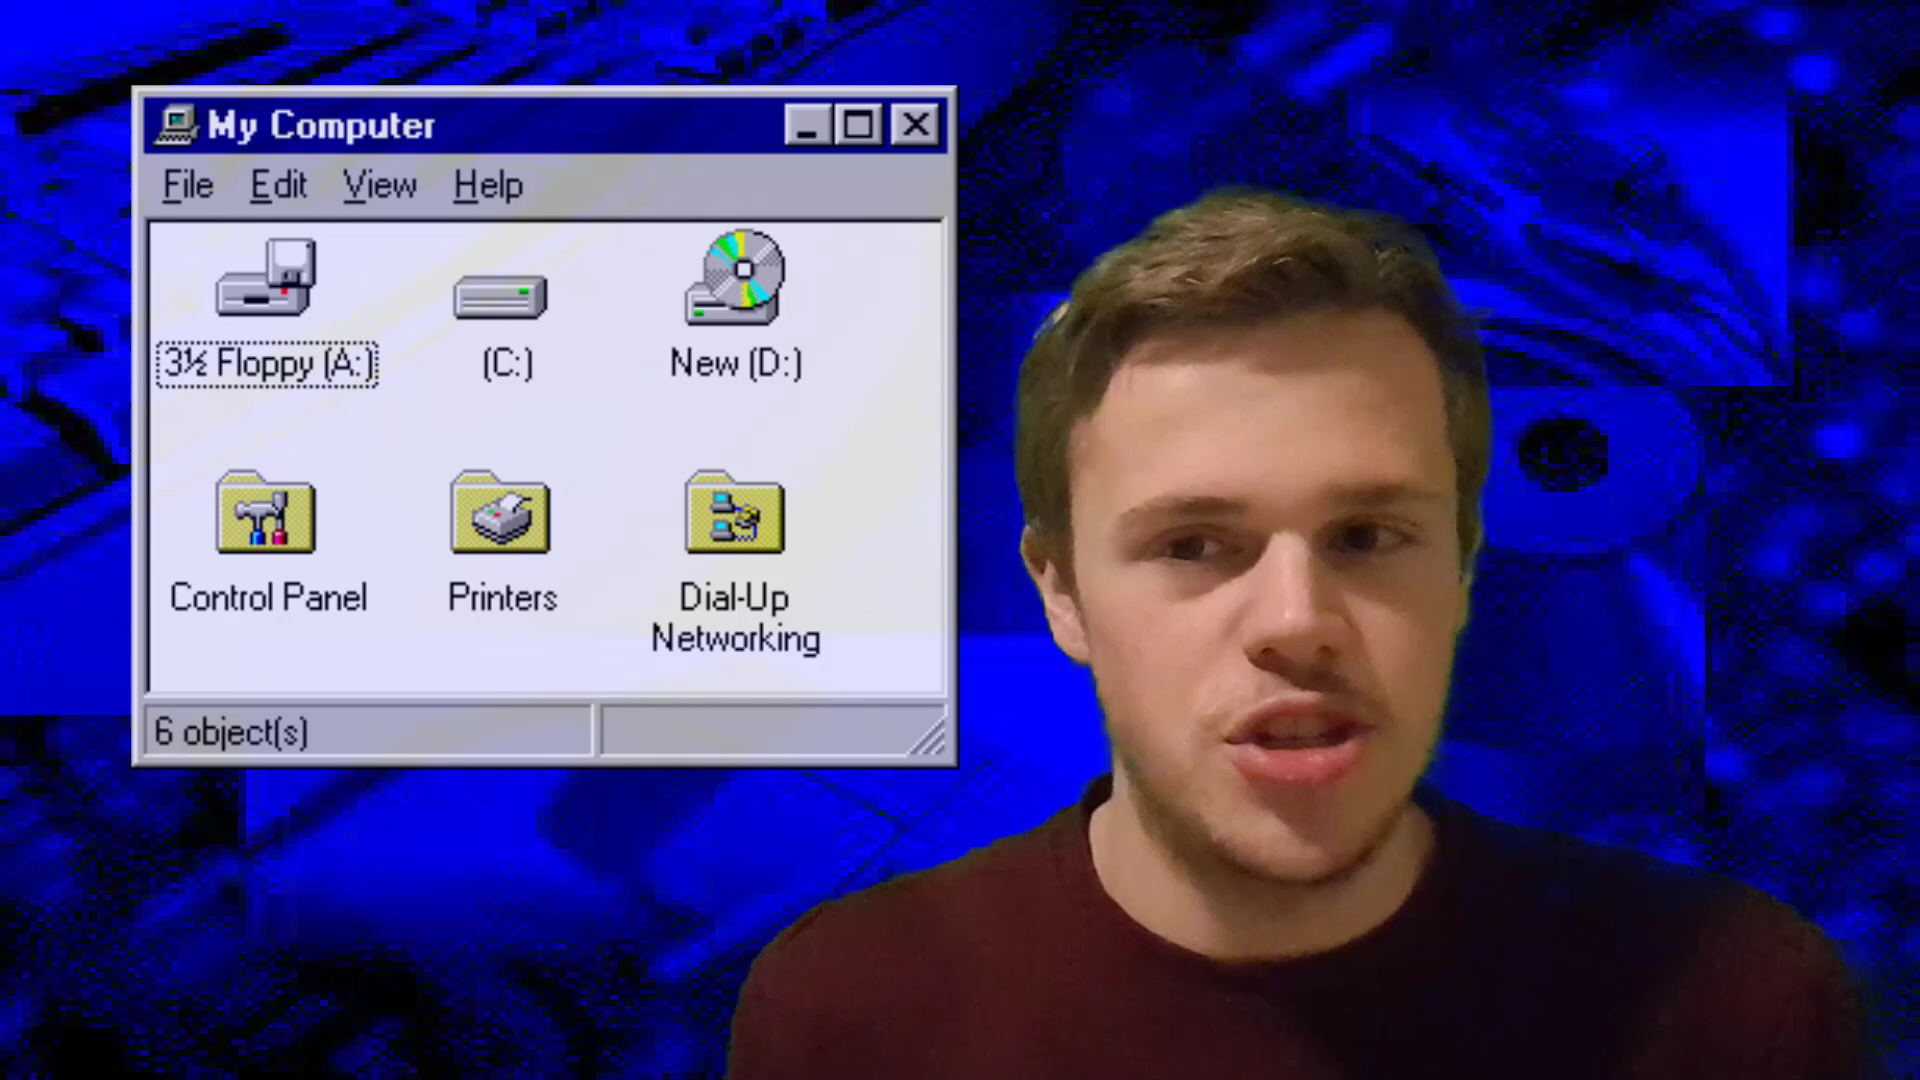 My Computer
File Edit View Help
3½ Floppy (A:)
(C:)
New (D:)
Control Panel
Printers
Dial-Up
Networking
6 object(s)